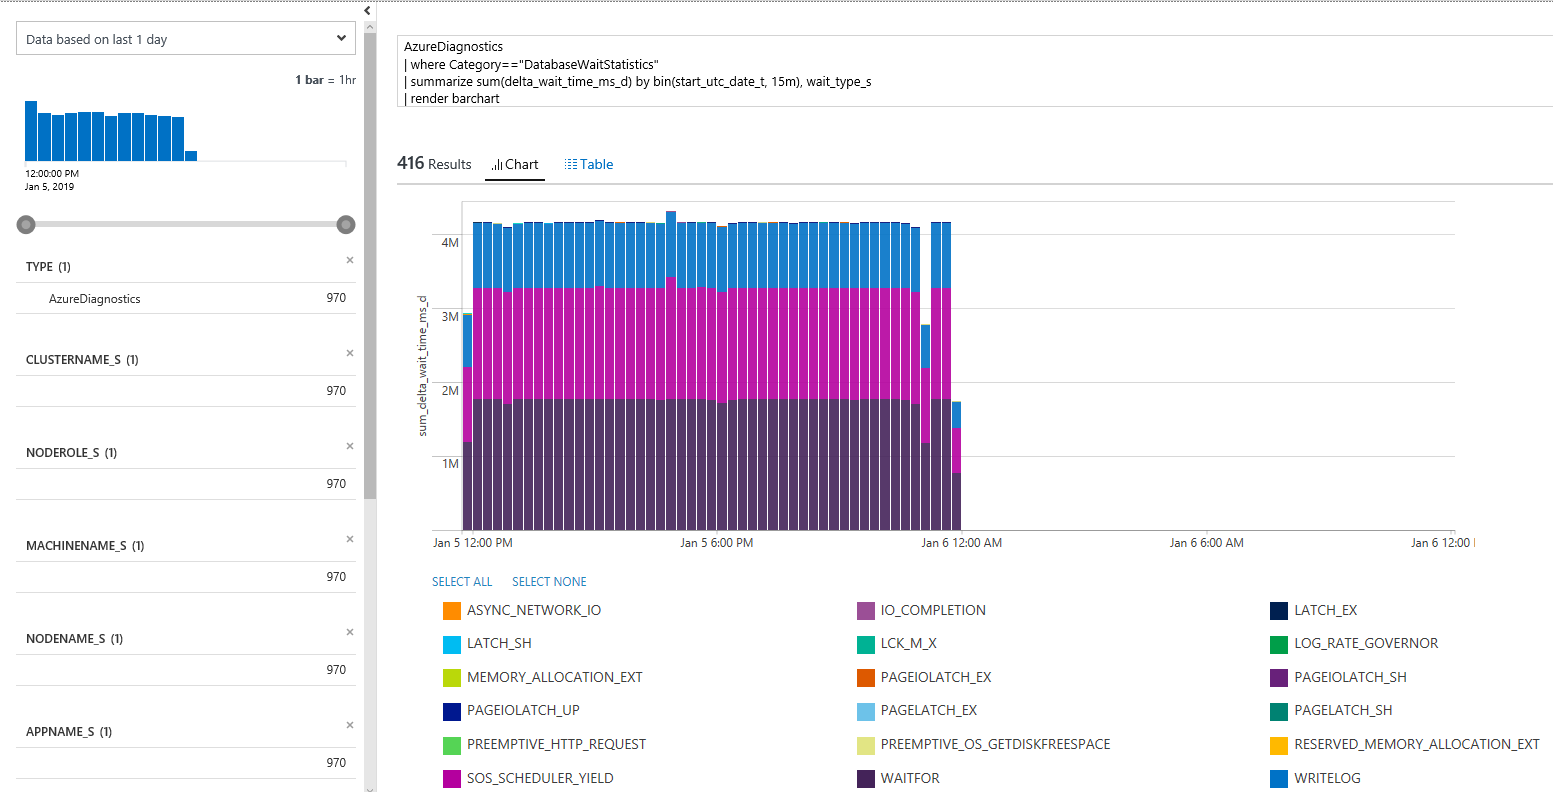 Data based on last 1 day
1 bar = 1hr
12:00:00 PM
Jan 5, 2019
TYPE (1)
AzureDiagnostics 970
CLUSTERNAME_S (1)
970
NODEROLE_S (1)
970
MACHINENAME_S (1)
970
NODENAME_S (1)
970
APPNAME_S (1)
970
AzureDiagnostics
| where Category=="DatabaseWaitStatistics"
| summarize sum(delta_wait_time_ms_d) by bin(start_utc_date_t, 15m), wait_type_s
| render barchart
416 Results Chart Table
sum_delta_wait_time_ms_d
4M
3M
2M
1M
Jan 5 12:00 PM Jan 5 6:00 PM Jan 6 12:00 AM Jan 6 6:00 AM Jan 6 12:00
SELECT ALL SELECT NONE
ASYNC_NETWORK_IO IO_COMPLETION LATCH_EX
LATCH_SH LCK_M_X LOG_RATE_GOVERNOR
MEMORY_ALLOCATION_EXT PAGEIOLATCH_EX PAGEIOLATCH_SH
PAGEIOLATCH_UP PAGELATCH_EX PAGELATCH_SH
PREEMPTIVE_HTTP_REQUEST PREEMPTIVE_OS_GETDISKFREESPACE RESERVED_MEMORY_ALLOCATION_EXT
SOS_SCHEDULER_YIELD WAITFOR WRITELOG